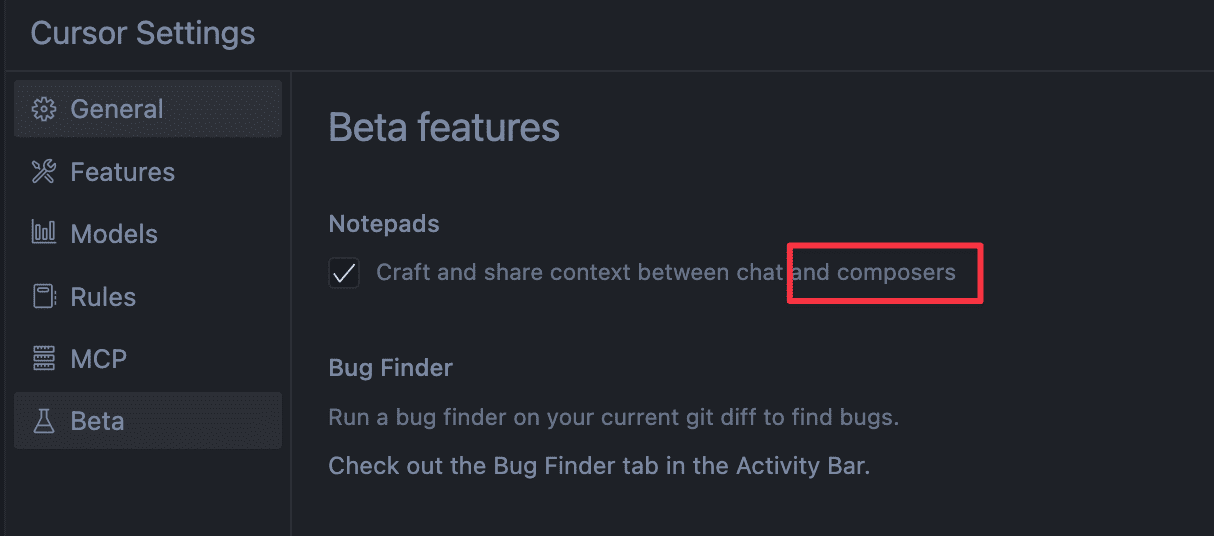 Cursor Settings
General
Features
Models
Rules
MCP
Beta
Beta features
Notepads
Craft and share context between chat and composers
Bug Finder
Run a bug finder on your current git diff to find bugs.
Check out the Bug Finder tab in the Activity Bar.